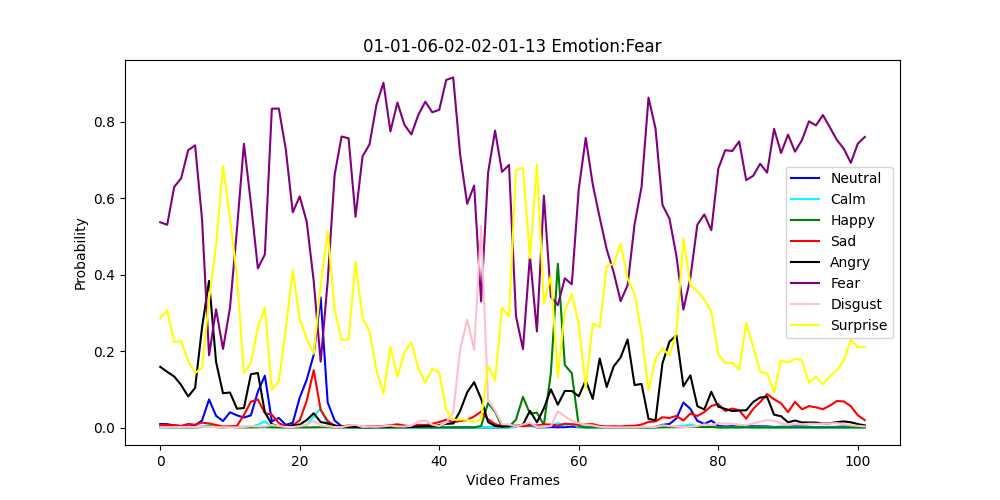 01-01-06-02-02-01-13 Emotion:Fear
Probability
0.8
0.6
0.4
0.2
0.0
Neutral
Calm
Happy
Sad
Angry
Fear
Disgust
Surprise
0 20 40 60 80 100
Video Frames